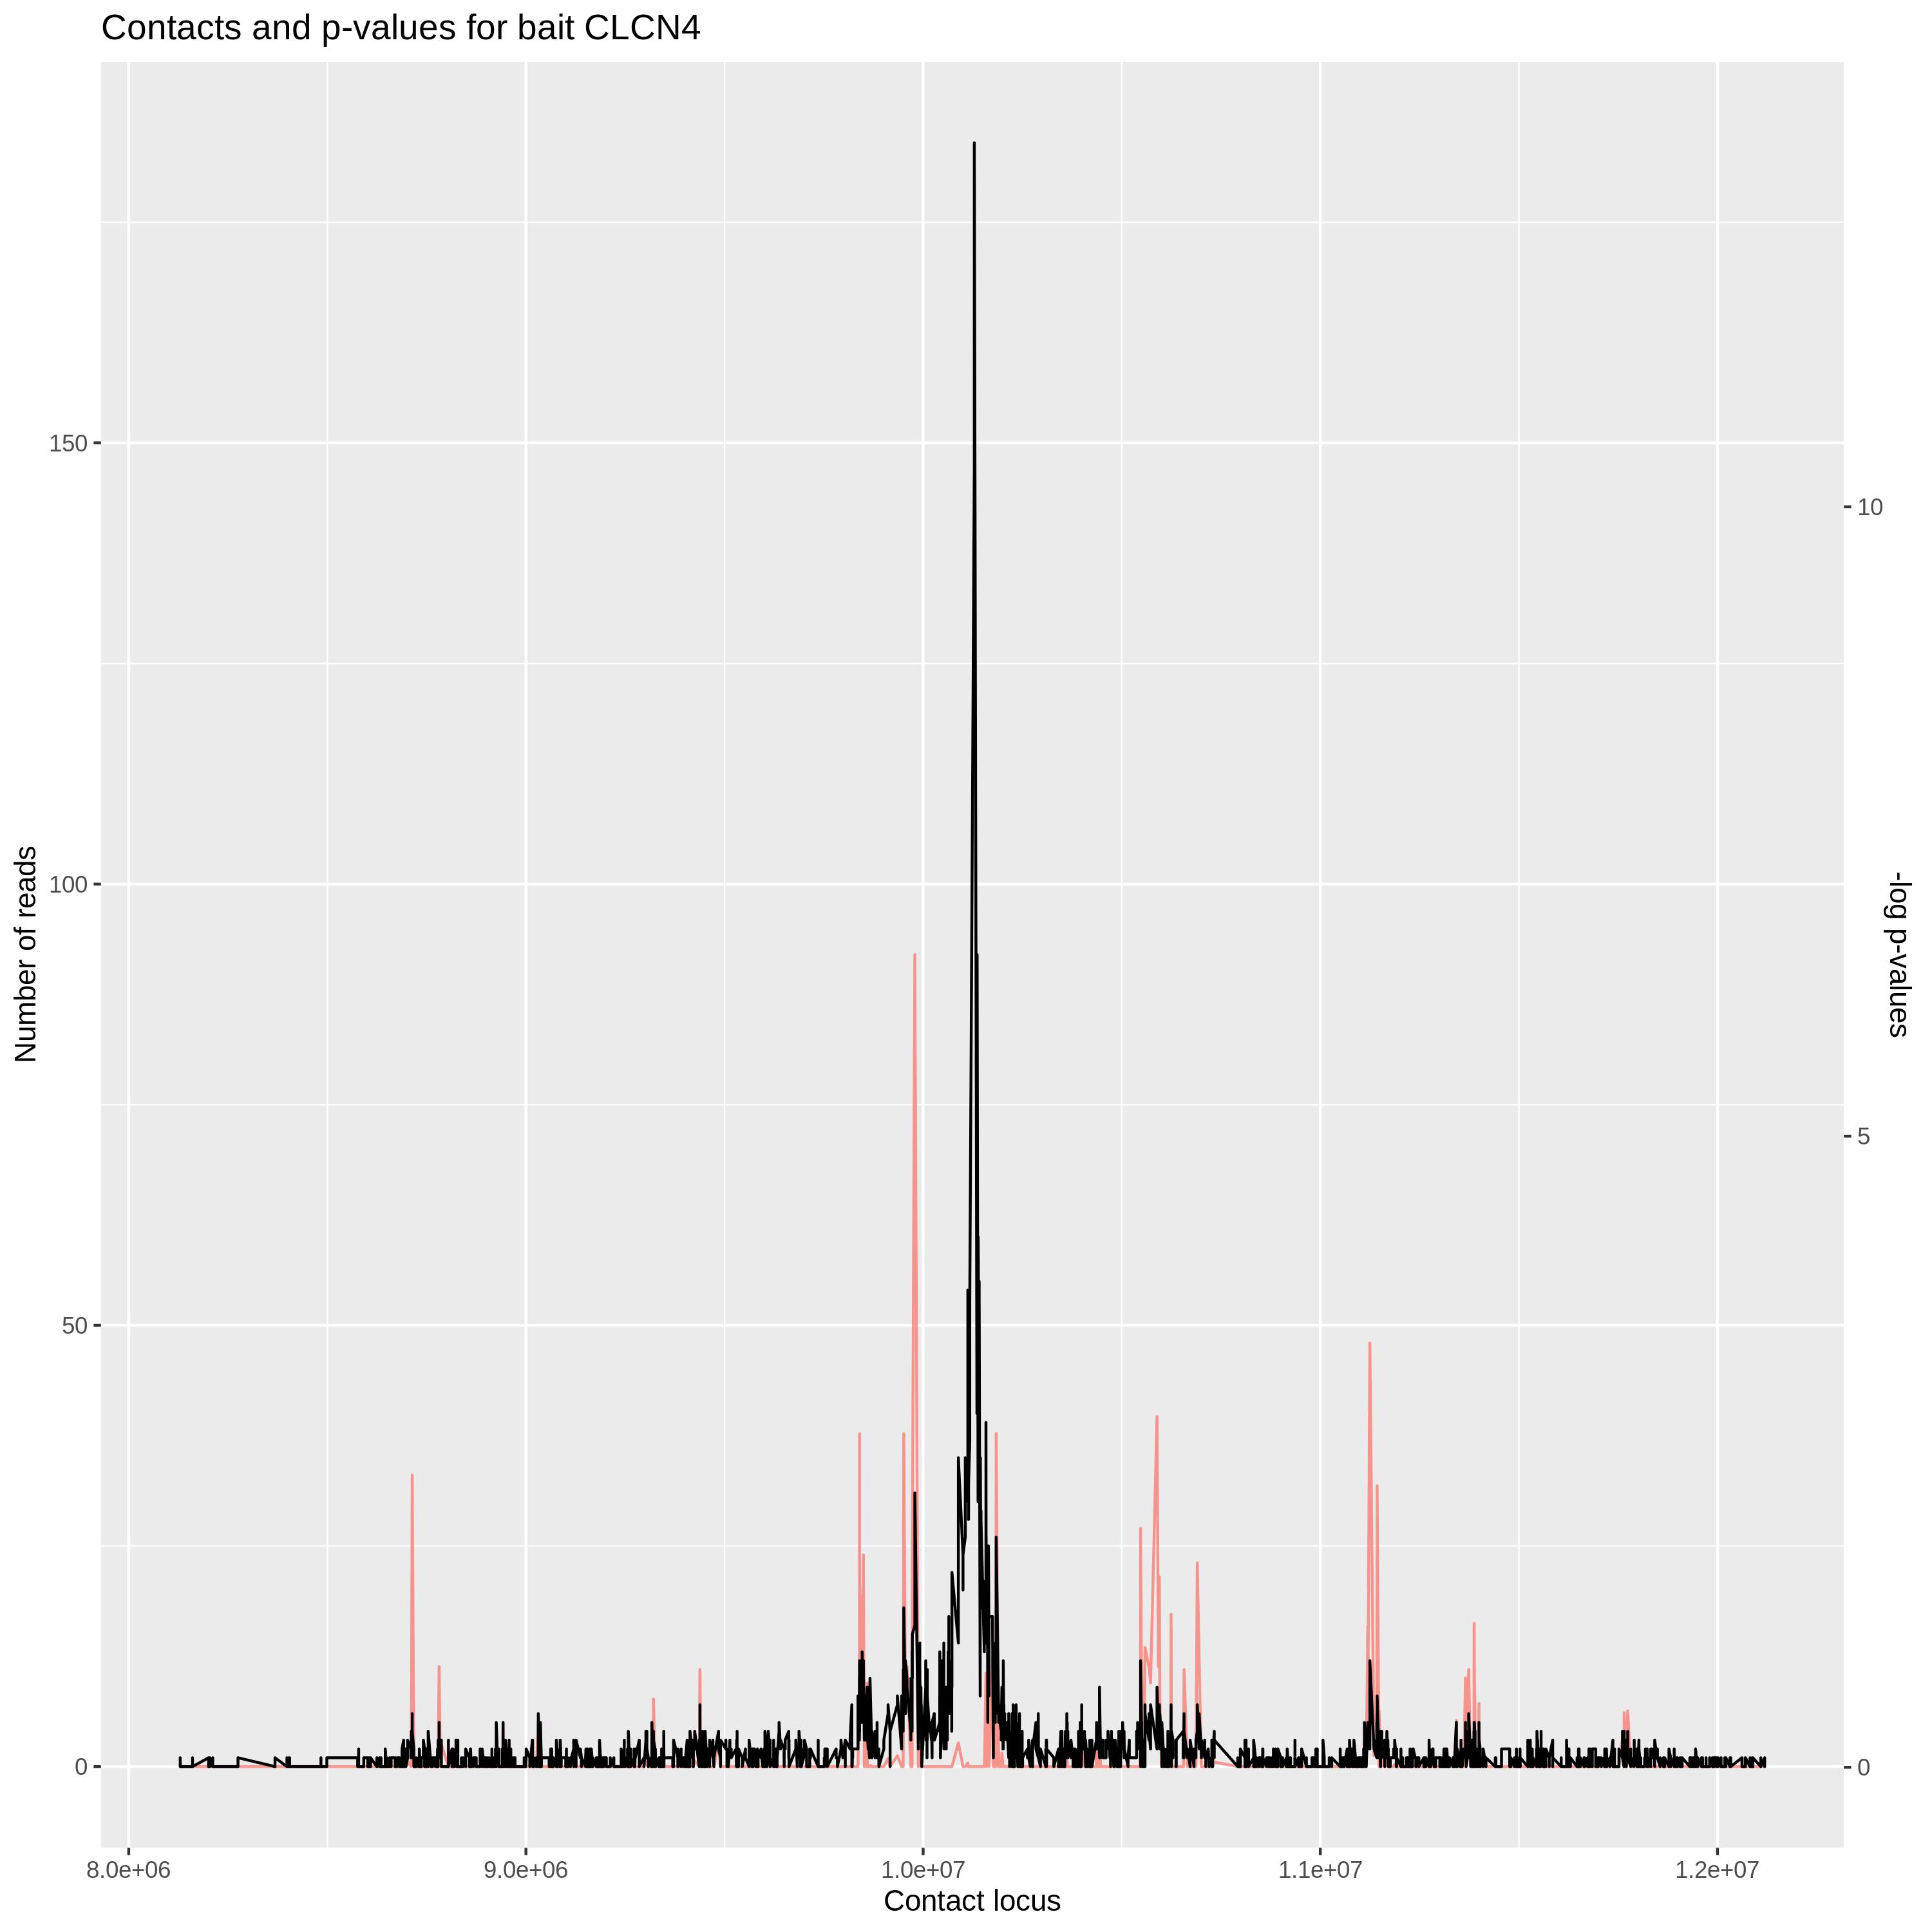 Contacts and p-values for bait CLCN4
150
100
50
0
Number of reads
10
5
0
-log p-values
8.0e+06 9.0e+06 1.0e+07 1.1e+07 1.2e+07
Contact locus